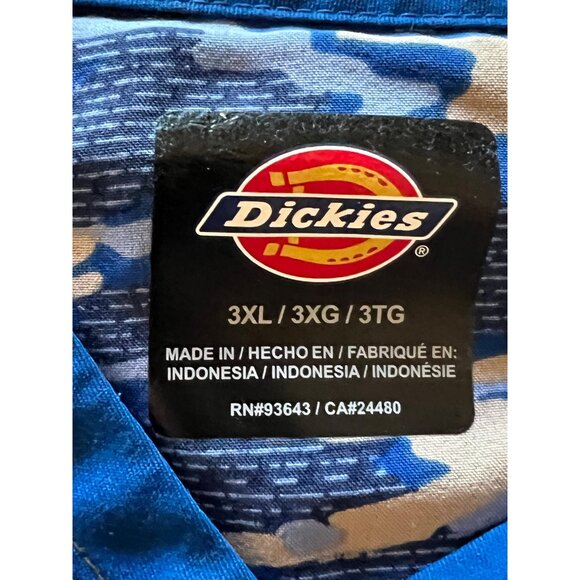 Dickies
®
3XL / 3XG / 3TG
MADE IN / HECHO EN / FABRIQUÉ EN:
INDONESIA / INDONESIA / INDONÉSIE
RN#93643 / CA#24480